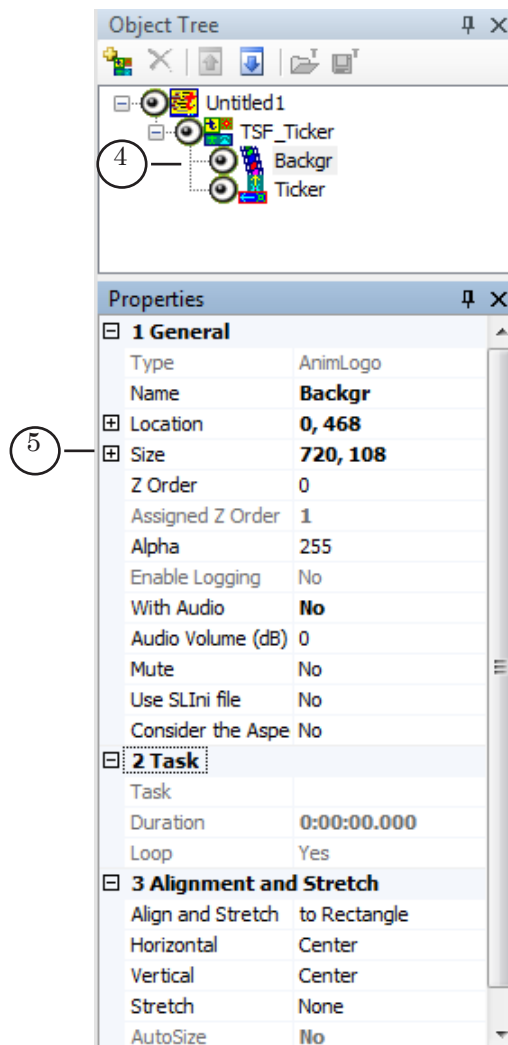 Object Tree
Untitled1
TSF_Ticker
4
Backgr
Ticker
Properties
1 General
Type AnimLogo
Name Backgr
Location 0, 468
5
Size 720, 108
Z Order 0
Assigned Z Order 1
Alpha 255
Enable Logging No
With Audio No
Audio Volume (dB) 0
Mute No
Use SLIni file No
Consider the Aspe No
2 Task
Task
Duration 0:00:00.000
Loop Yes
3 Alignment and Stretch
Align and Stretch to Rectangle
Horizontal Center
Vertical Center
Stretch None
AutoSize No